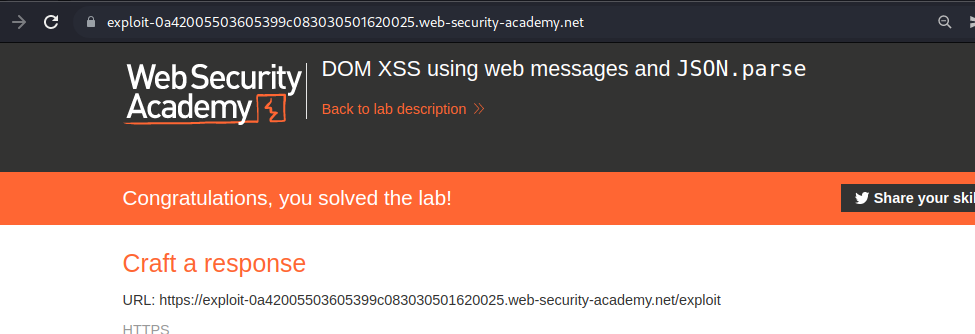 exploit-0a42005503605399c083030501620025.web-security-academy.net
WebSecurity
Academy
DOM XSS using web messages and JSON.parse
Back to lab description
Congratulations, you solved the lab!
Share your skil
Craft a response
URL: https://exploit-0a42005503605399c083030501620025.web-security-academy.net/exploit
HTTPS